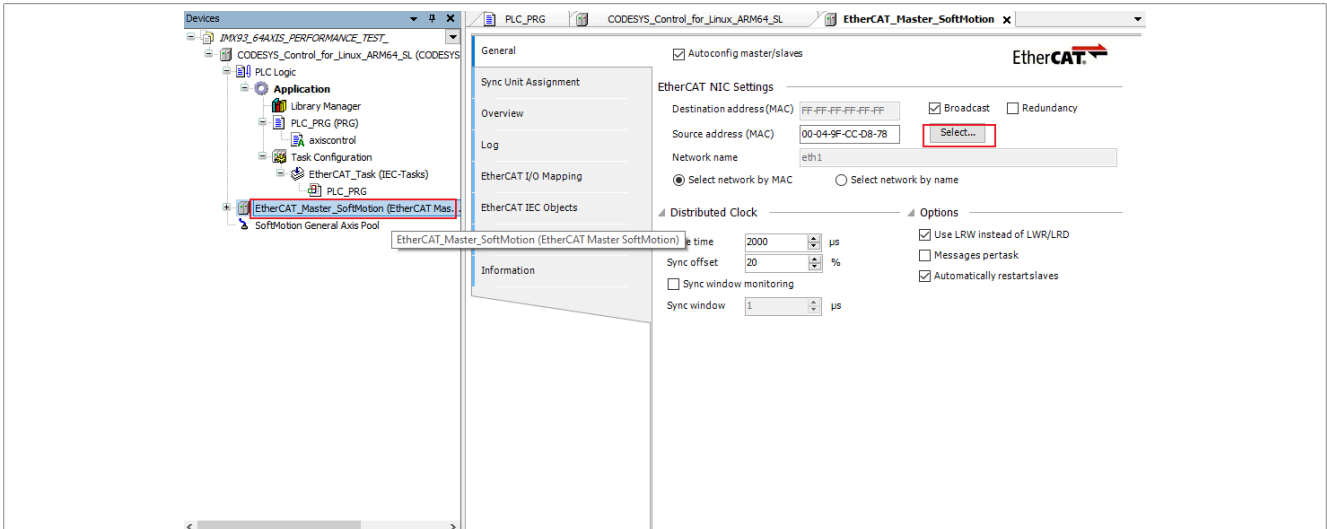 Devices
IMX93_64AXIS_PERFORMANCE_TEST_
CODESYS_Control_for_Linux_ARM64_SL (CODESYS
PLC Logic
Application
Library Manager
PLC_PRG (PRG)
axiscontrol
Task Configuration
EtherCAT_Task (IEC-Tasks)
PLC_PRG
EtherCAT_Master_SoftMotion (EtherCAT Mas...
SoftMotion General Axis Pool
EtherCAT_Master_SoftMotion (EtherCAT Master SoftMotion)
PLC_PRG
CODESYS_Control_for_Linux_ARM64_SL
EtherCAT_Master_SoftMotion
General
Sync Unit Assignment
Overview
Log
EtherCAT I/O Mapping
EtherCAT IEC Objects
Information
Autoconfig master/slaves
EtherCAT
EtherCAT NIC Settings
Destination address (MAC) FF-FF-FF-FF-FF-FF Broadcast Redundancy
Source address (MAC) 00-04-9F-CC-D8-78 Select...
Network name eth1
Select network by MAC Select network by name
Distributed Clock
time 2000 µs
Sync offset 20 %
Sync window monitoring
Sync window 1 µs
Options
Use LRW instead of LWR/LRD
Messages pertask
Automatically restartslaves